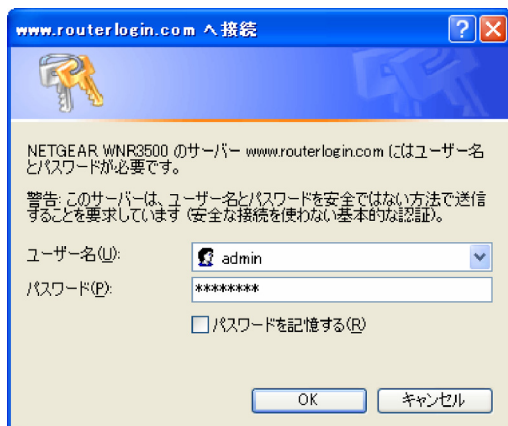 www.routerlogin.com へ接続
NETGEAR WNR3500 のサーバー www.routerlogin.com にはユーザー名
とパスワードが必要です。
警告: このサーバーは、ユーザー名とパスワードを安全ではない方法で送信
することを要求しています (安全な接続を使わない基本的な認証)。
ユーザー名(U):
admin
パスワード(P):
********
パスワードを記憶する(R)
OK
キャンセル